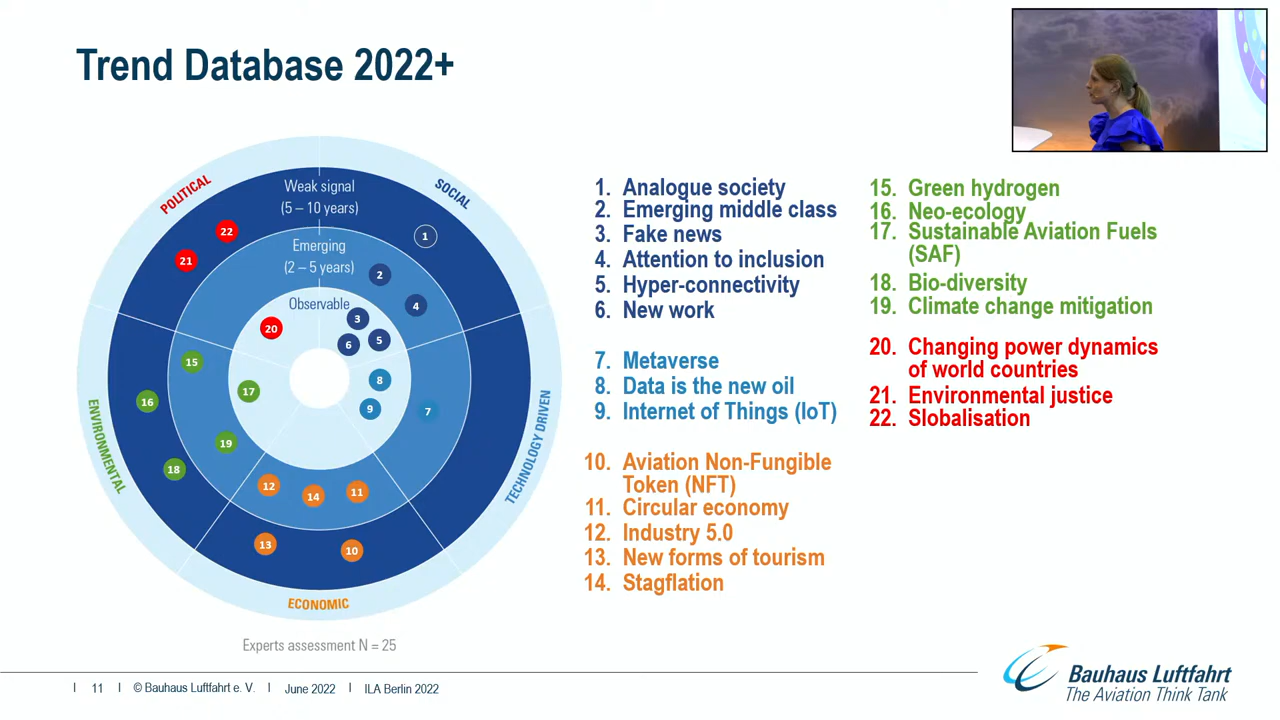 Trend Database 2022+
POLITICAL
SOCIAL
TECHNOLOGY DRIVEN
ECONOMIC
ENVIRONMENTAL
Weak signal
(5 – 10 years)
Emerging
(2 – 5 years)
Observable
22
21
1
2
4
20
3
6
5
15
17
16
8
9
7
19
18
12
14
11
13
10
Experts assessment N = 25
1. Analogue society
2. Emerging middle class
3. Fake news
4. Attention to inclusion
5. Hyper-connectivity
6. New work
7. Metaverse
8. Data is the new oil
9. Internet of Things (IoT)
10. Aviation Non-Fungible
Token (NFT)
11. Circular economy
12. Industry 5.0
13. New forms of tourism
14. Stagflation
15. Green hydrogen
16. Neo-ecology
17. Sustainable Aviation Fuels
(SAF)
18. Bio-diversity
19. Climate change mitigation
20. Changing power dynamics
of world countries
21. Environmental justice
22. Slobalisation
| 11 | © Bauhaus Luftfahrt e. V. | June 2022 | ILA Berlin 2022
Bauhaus Luftfahrt
The Aviation Think Tank